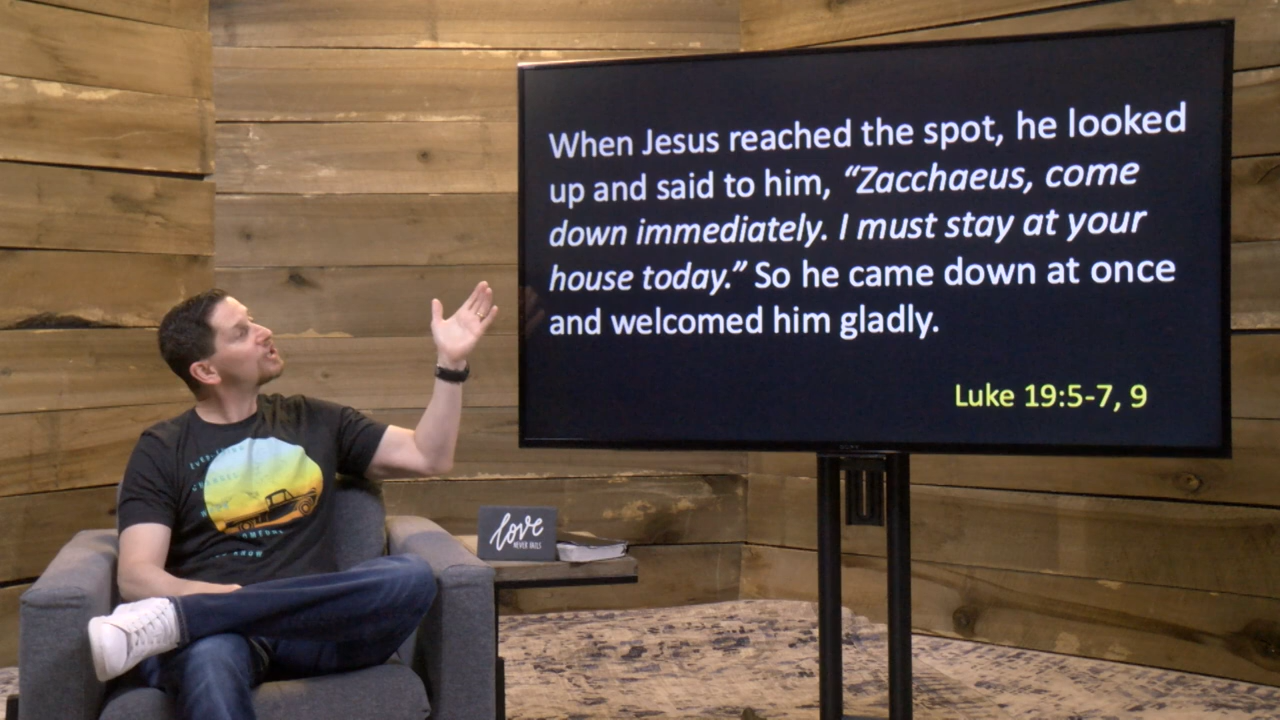 When Jesus reached the spot, he looked
up and said to him, “Zacchaeus, come
down immediately. I must stay at your
house today.” So he came down at once
and welcomed him gladly.
Luke 19:5-7, 9
love
NEVER FAILS